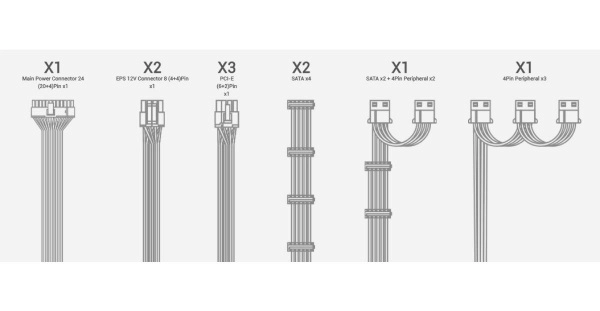 X1
Main Power Connector 24
(20+4)Pin x1
X2
EPS 12V Connector 8 (4+4)Pin
x1
X3
PCI-E
(6+2)Pin
x1
X2
SATA x4
X1
SATA x2 + 4Pin Peripheral x2
X1
4Pin Peripheral x3